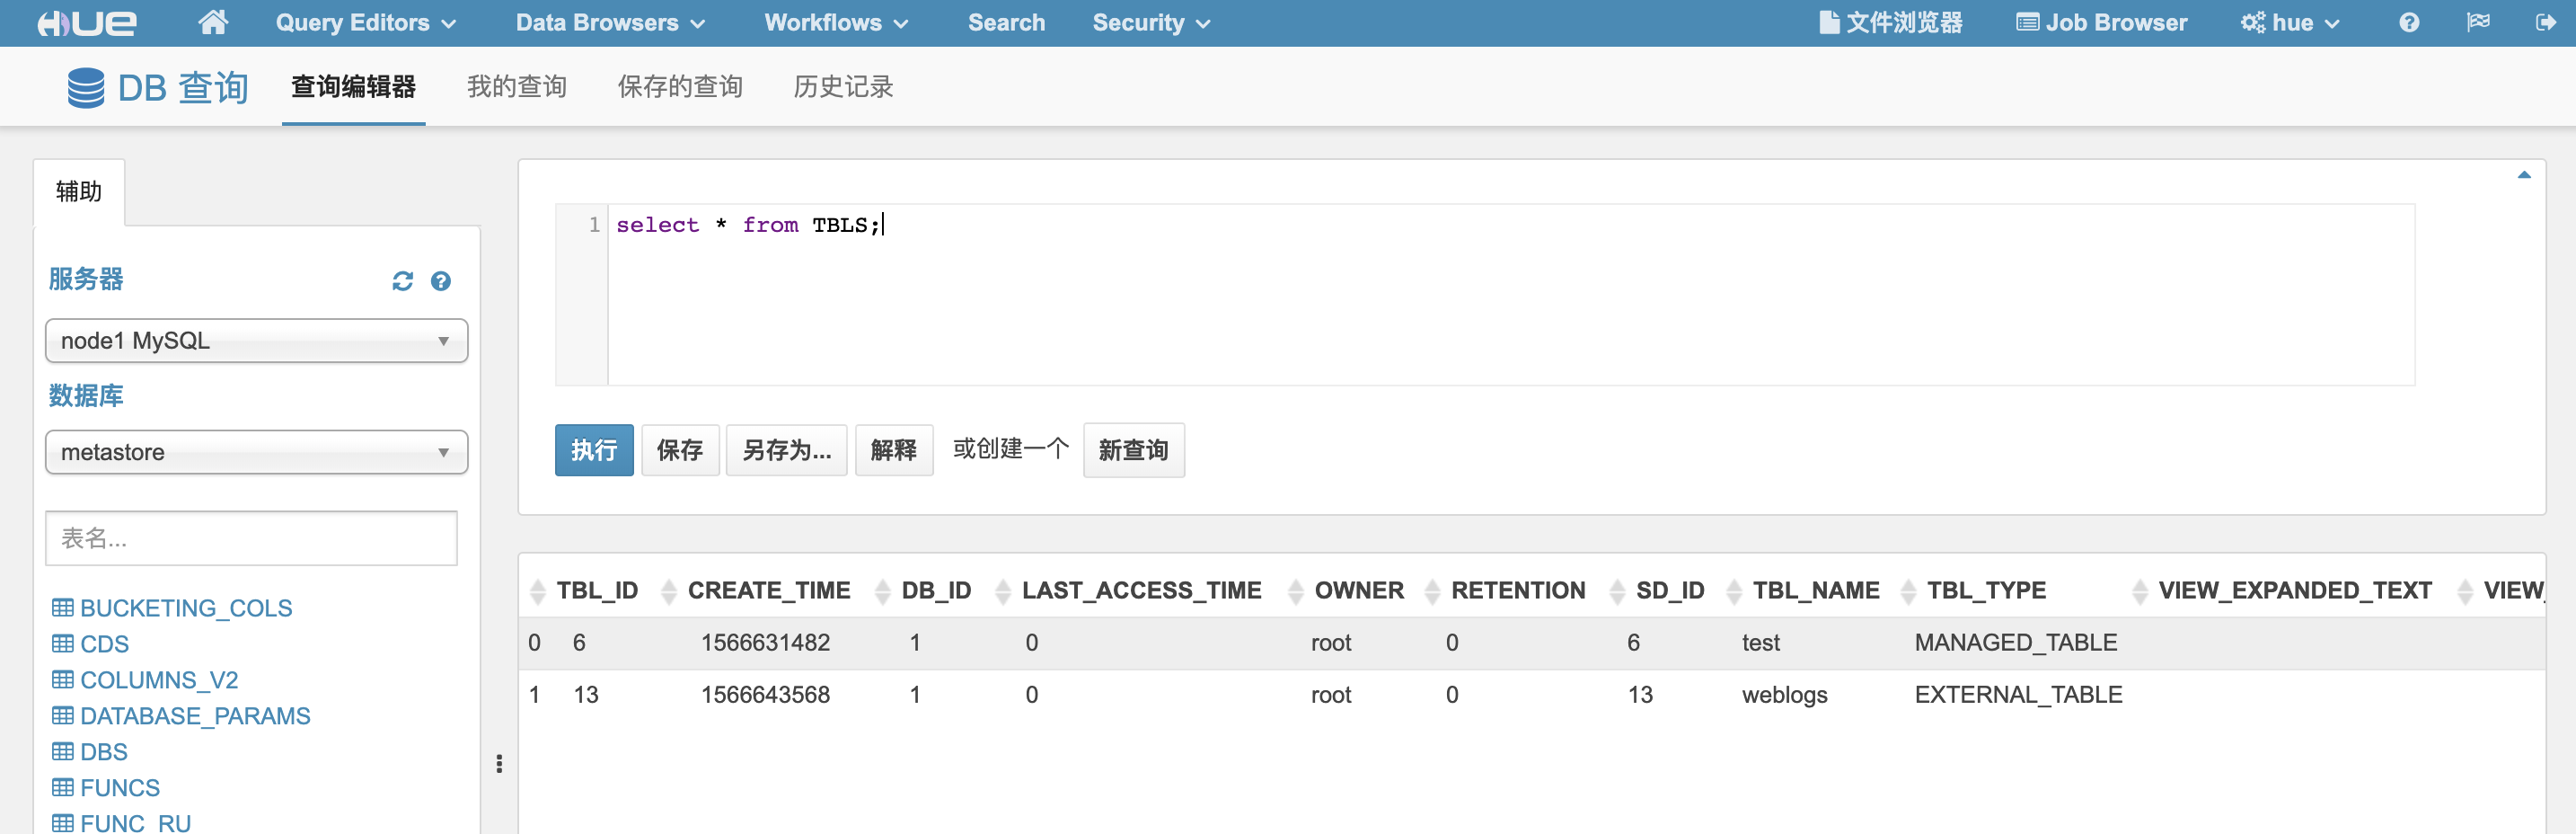 HUE Query Editors Data Browsers Workflows Search Security 文件浏览器 Job Browser hue
DB 查询 查询编辑器 我的查询 保存的查询 历史记录
辅助
服务器
node1 MySQL
数据库
metastore
表名...
BUCKETING_COLS
CDS
COLUMNS_V2
DATABASE_PARAMS
DBS
FUNCS
FUNC_RU
1 select * from TBLS;
执行 保存 另存为... 解释 或创建一个 新查询
TBL_ID CREATE_TIME DB_ID LAST_ACCESS_TIME OWNER RETENTION SD_ID TBL_NAME TBL_TYPE VIEW_EXPANDED_TEXT VIEW_
0 6 1566631482 1 0 root 0 6 test MANAGED_TABLE
1 13 1566643568 1 0 root 0 13 weblogs EXTERNAL_TABLE